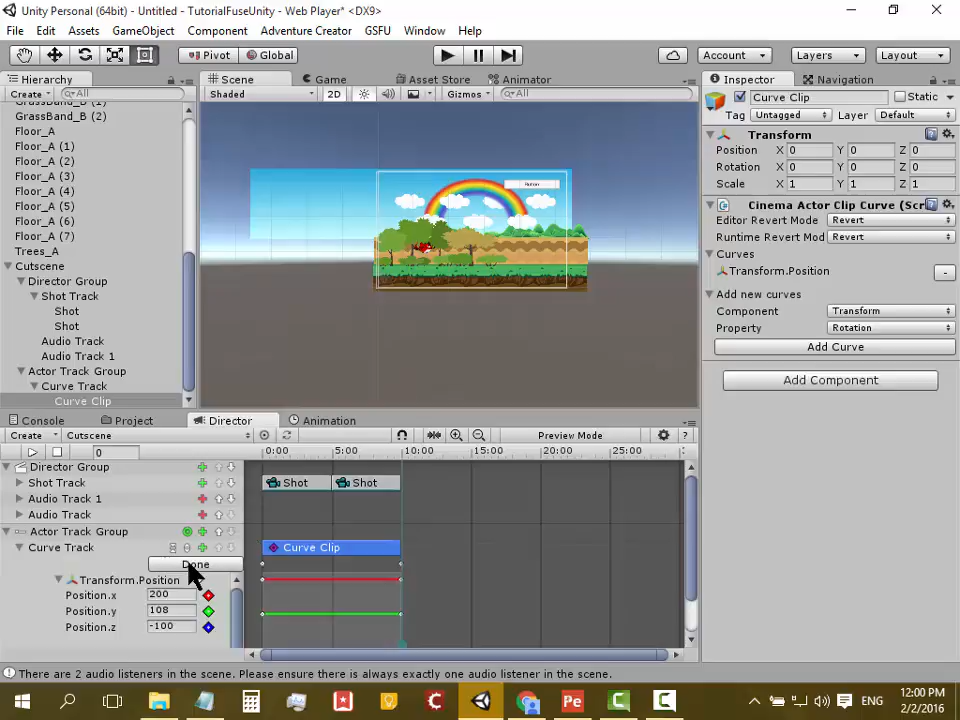 Unity Personal (64bit) - Untitled - TutorialFuseUnity - Web Player* <DX9>
File Edit Assets GameObject Component Adventure Creator GSFU Window Help
Pivot Global Account Layers Layout
Hierarchy Scene Game Asset Store Animator Inspector Navigation
Create All Shaded 2D Gizmos All Curve Clip Static
GrassBand_B (1)
GrassBand_B (2)
Tag Untagged Layer Default
Floor_A
Transform
Floor_A (1)
Position X 0 Y 0 Z 0
Floor_A (2)
Rotation X 0 Y 0 Z 0
Floor_A (3)
Scale X 1 Y 1 Z 1
Floor_A (4)
Floor_A (5)
Cinema Actor Clip Curve (Scr
Floor_A (6)
Editor Revert Mode Revert
Floor_A (7)
Runtime Revert Mod Revert
Trees_A
Curves
Cutscene
Transform.Position -
Director Group
Add new curves
Shot Track
Component Transform
Shot
Property Rotation
Shot
Add Curve
Audio Track
Audio Track 1
Actor Track Group
Add Component
Curve Track
Curve Clip
Console Project Director Animation
Create Cutscene Preview Mode ?
0 0:00 5:00 10:00 15:00 20:00 25:00
Director Group
Shot Track Shot Shot
Audio Track 1
Audio Track
Actor Track Group
Curve Track Curve Clip
Done
Transform.Position
Position.x 200
Position.y 108
Position.z -100
There are 2 audio listeners in the scene. Please ensure there is always exactly one audio listener in the scene.
Pe ENG 12:00 PM
2/2/2016